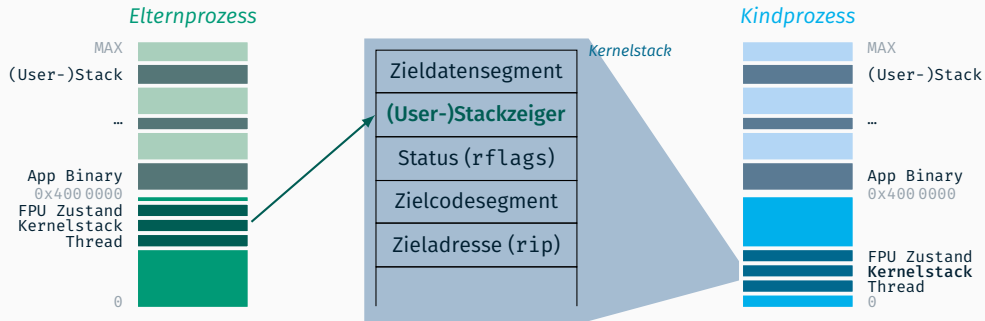 Elternprozess
MAX
(User-)Stack
…
App Binary
0x400 0000
FPU Zustand
Kernelstack
Thread
0
Kernelstack
Zieldatensegment
(User-)Stackzeiger
Status (rflags)
Zielcodesegment
Zieladresse (rip)
Kindprozess
MAX
(User-)Stack
…
App Binary
0x400 0000
FPU Zustand
Kernelstack
Thread
0